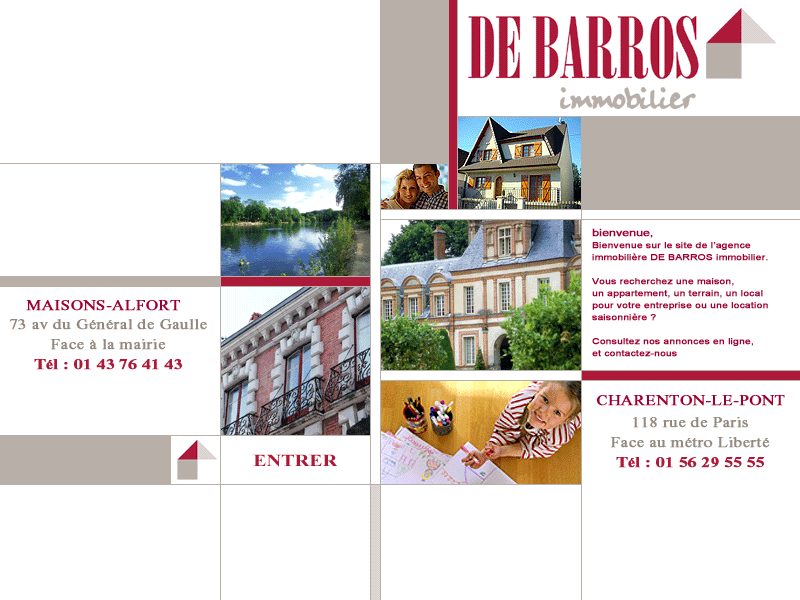 DE BARROS
immobilier
bienvenue,
Bienvenue sur le site de l'agence
immobilière DE BARROS immobilier.
Vous recherchez une maison,
un appartement, un terrain, un local
pour votre entreprise ou une location
saisonnière ?
Consultez nos annonces en ligne,
et contactez-nous
MAISONS-ALFORT
73 av du Général de Gaulle
Face à la mairie
Tél : 01 43 76 41 43
ENTRER
CHARENTON-LE-PONT
118 rue de Paris
Face au métro Liberté
Tél : 01 56 29 55 55